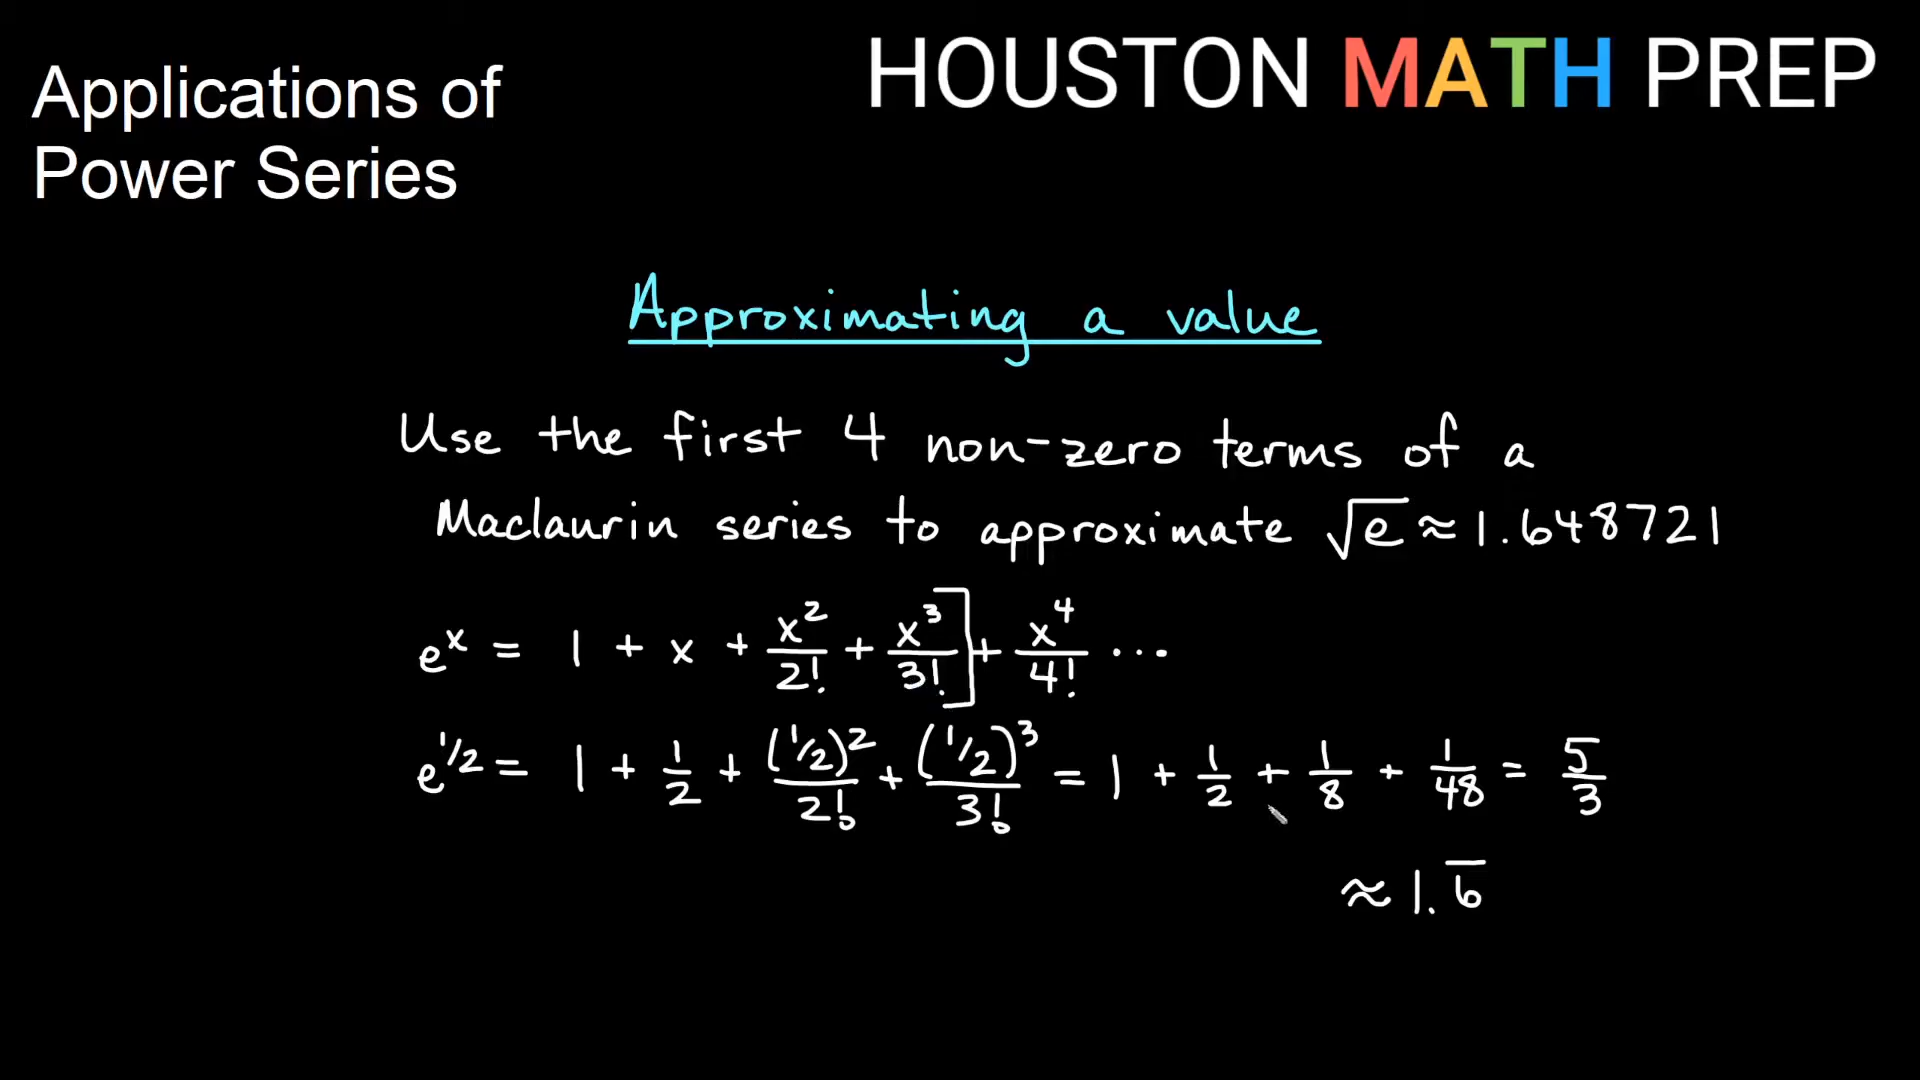 HOUSTON MATH PREP
Applications of
Power Series
Approximating a value
Use the first 4 non-zero terms of a
Maclaurin series to approximate √e ≈ 1.648721
eˣ = 1 + x + x²/2! + x³/3! ] + x⁴/4! ...
e^1/2 = 1 + 1/2 + (1/2)²/2! + (1/2)³/3! = 1 + 1/2 + 1/8 + 1/48 = 5/3
≈ 1.6̅